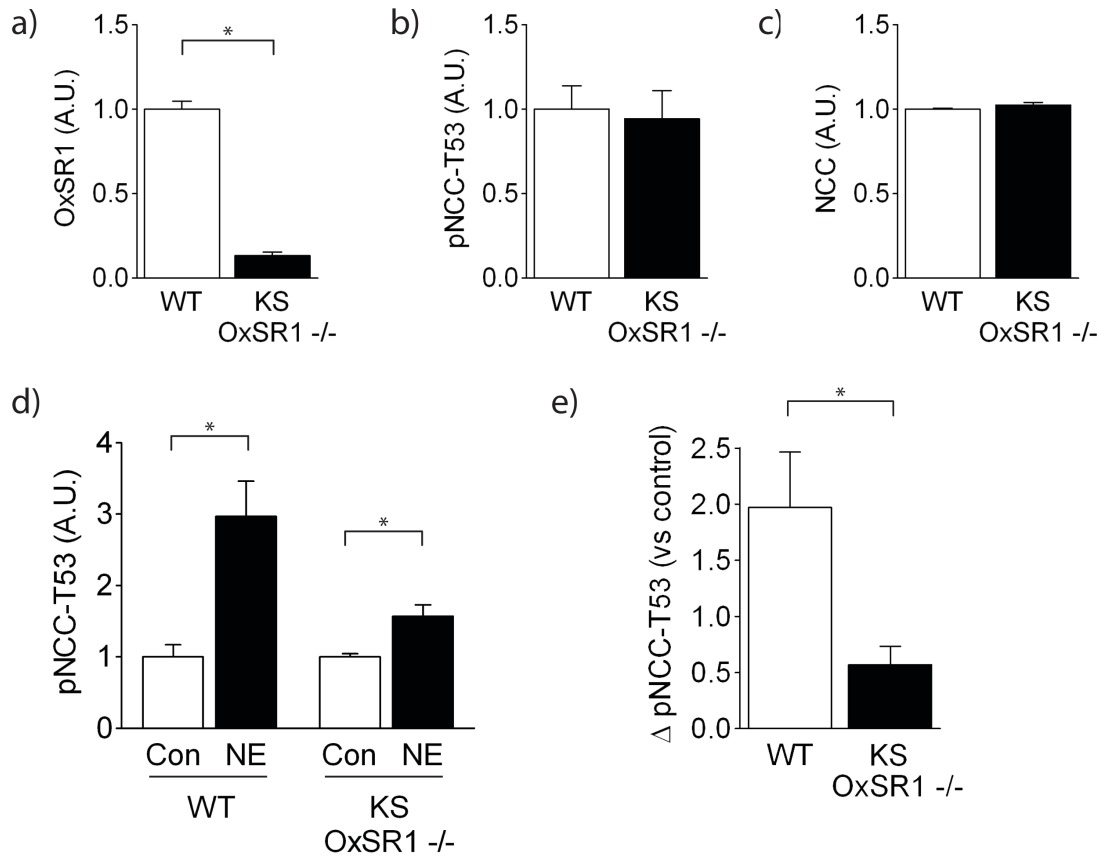 a)
1.5
1.0
0.5
0.0
OxSR1 (A.U.)
*
WT
KS
OxSR1 -/-
b)
1.5
1.0
0.5
0.0
pNCC-T53 (A.U.)
WT
KS
OxSR1 -/-
c)
1.5
1.0
0.5
0.0
NCC (A.U.)
WT
KS
OxSR1 -/-
d)
4
3
2
1
0
pNCC-T53 (A.U.)
*
*
Con NE
Con NE
WT
KS
OxSR1 -/-
e)
2.5
2.0
1.5
1.0
0.5
0.0
Δ pNCC-T53 (vs control)
*
WT
KS
OxSR1 -/-